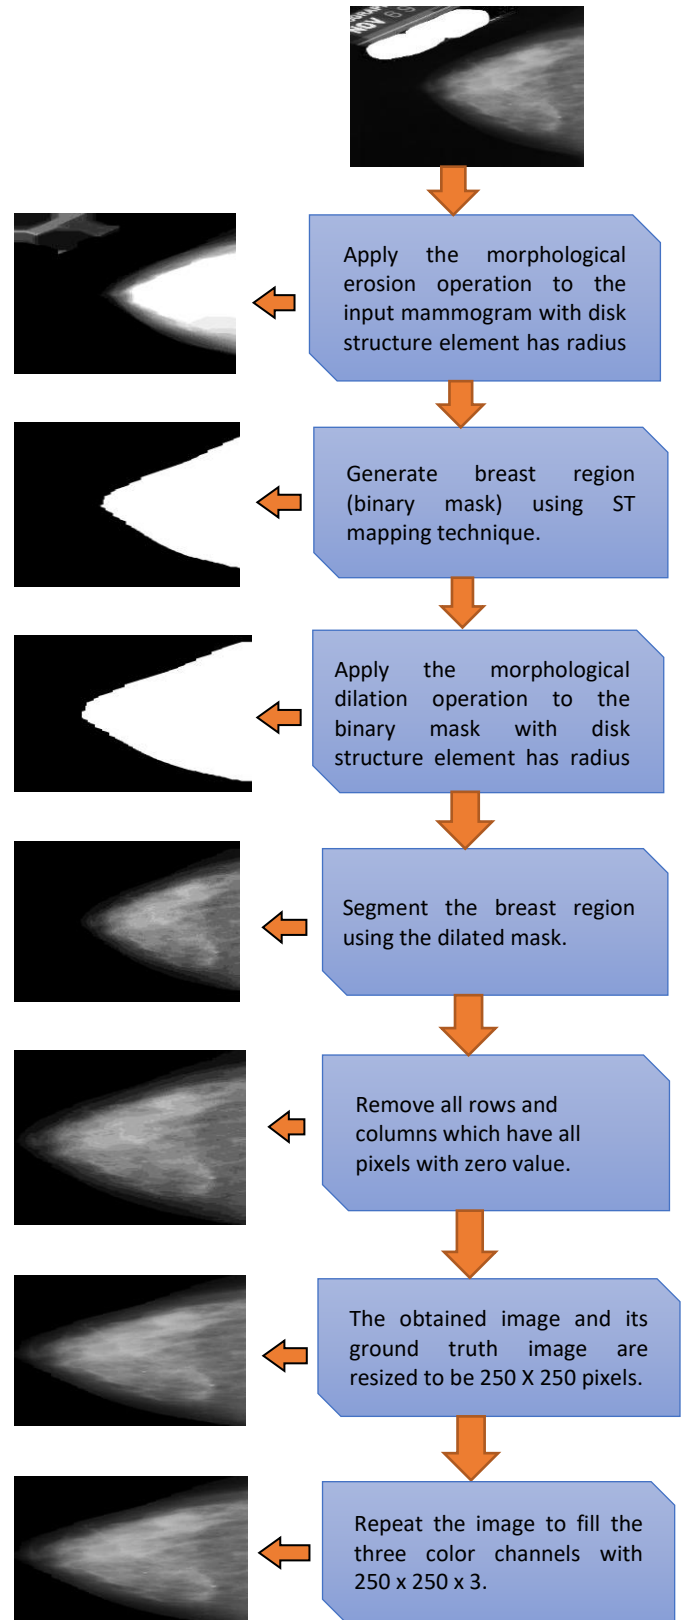 NOV 69
Apply the morphological
erosion operation to the
input mammogram with disk
structure element has radius
Generate breast region
(binary mask) using ST
mapping technique.
Apply the morphological
dilation operation to the
binary mask with disk
structure element has radius
Segment the breast region
using the dilated mask.
Remove all rows and
columns which have all
pixels with zero value.
The obtained image and its
ground truth image are
resized to be 250 X 250 pixels.
Repeat the image to fill the
three color channels with
250 x 250 x 3.